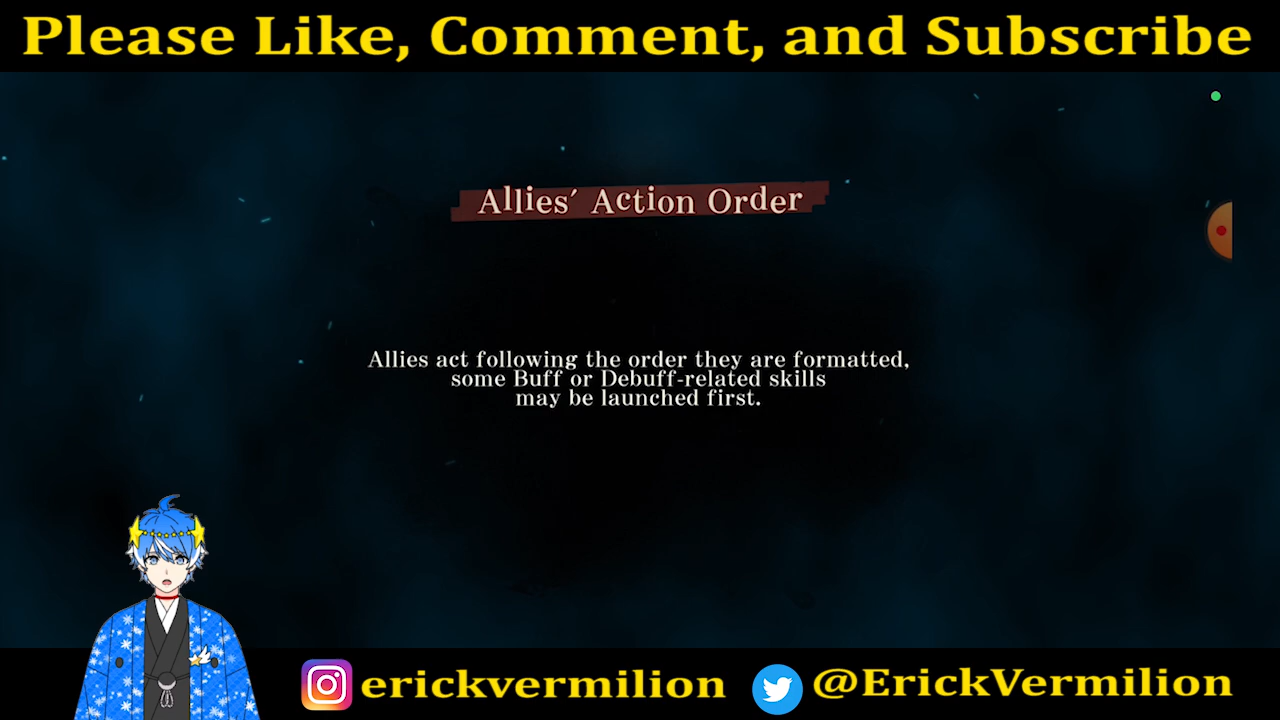 Please Like, Comment, and Subscribe
Allies' Action Order
Allies act following the order they are formatted,
some Buff or Debuff-related skills
may be launched first.
erickvermilion
@ErickVermilion